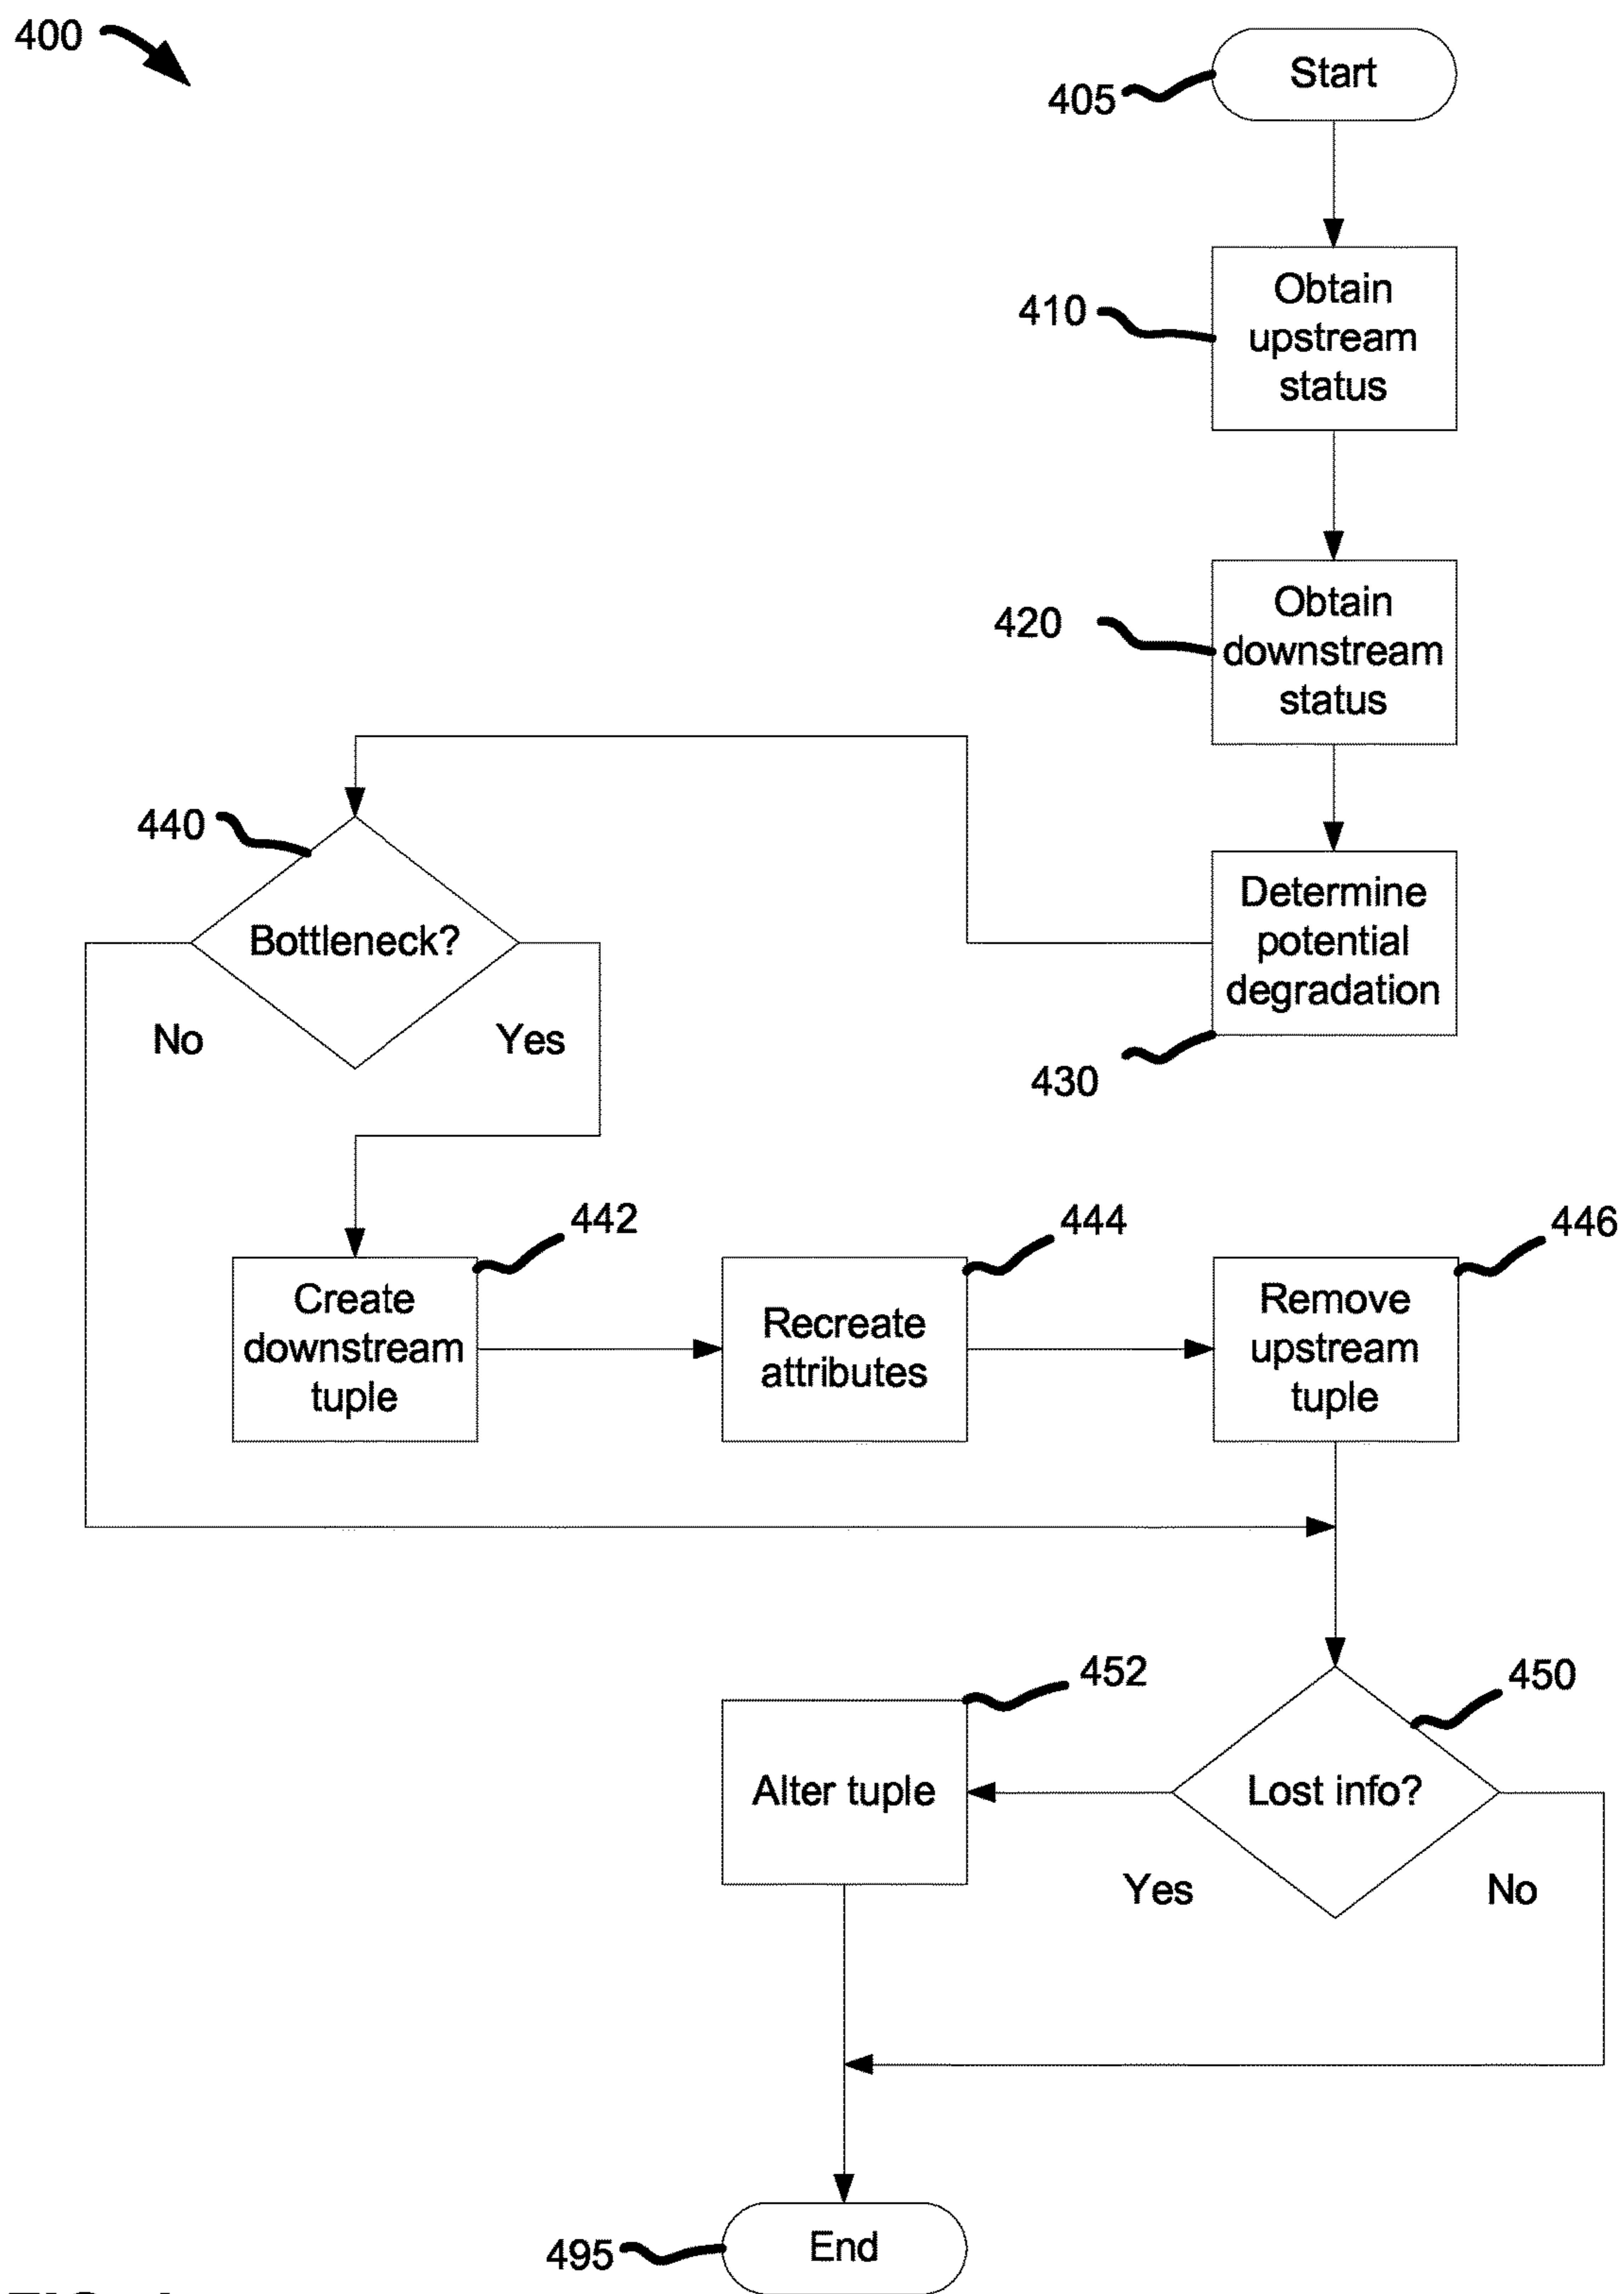 400
Start
405
Obtain
upstream
status
410
Obtain
downstream
status
420
Determine
potential
degradation
430
440
Bottleneck?
No
Yes
442
Create
downstream
tuple
444
Recreate
attributes
446
Remove
upstream
tuple
452
Alter tuple
450
Lost info?
Yes
No
495
End